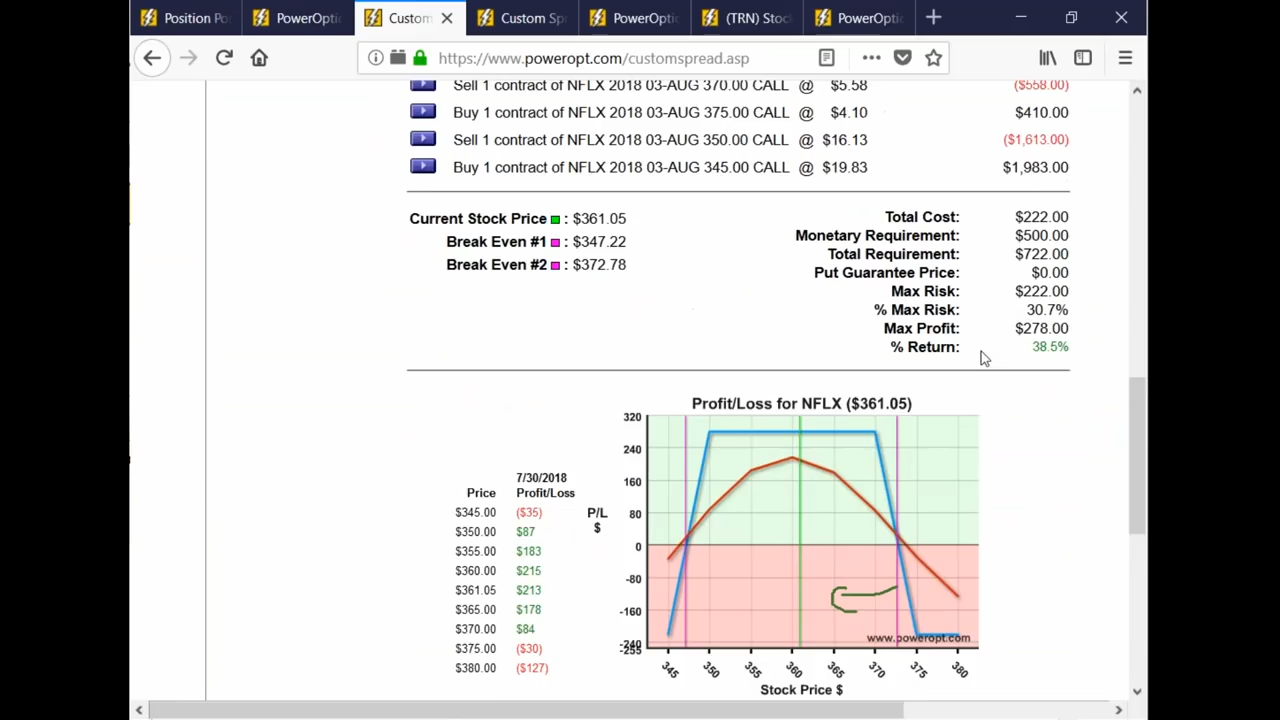 Position Po
PowerOptio
Custom
Custom Sp
PowerOptio
(TRN) Stoc
PowerOptio
https://www.poweropt.com/customspread.asp
Sell 1 contract of NFLX 2018 03-AUG 370.00 CALL @ $5.58 ($558.00)
Buy 1 contract of NFLX 2018 03-AUG 375.00 CALL @ $4.10 $410.00
Sell 1 contract of NFLX 2018 03-AUG 350.00 CALL @ $16.13 ($1,613.00)
Buy 1 contract of NFLX 2018 03-AUG 345.00 CALL @ $19.83 $1,983.00
Current Stock Price : $361.05
Break Even #1 : $347.22
Break Even #2 : $372.78
Total Cost: $222.00
Monetary Requirement: $500.00
Total Requirement: $722.00
Put Guarantee Price: $0.00
Max Risk: $222.00
% Max Risk: 30.7%
Max Profit: $278.00
% Return: 38.5%
7/30/2018
Price Profit/Loss
$345.00 ($35)
$350.00 $87
$355.00 $183
$360.00 $215
$361.05 $213
$365.00 $178
$370.00 $84
$375.00 ($30)
$380.00 ($127)
Profit/Loss for NFLX ($361.05)
P/L
$
320
240
160
80
0
-80
-160
-240
-255
www.poweropt.com
345 350 355 360 365 370 375 380
Stock Price $